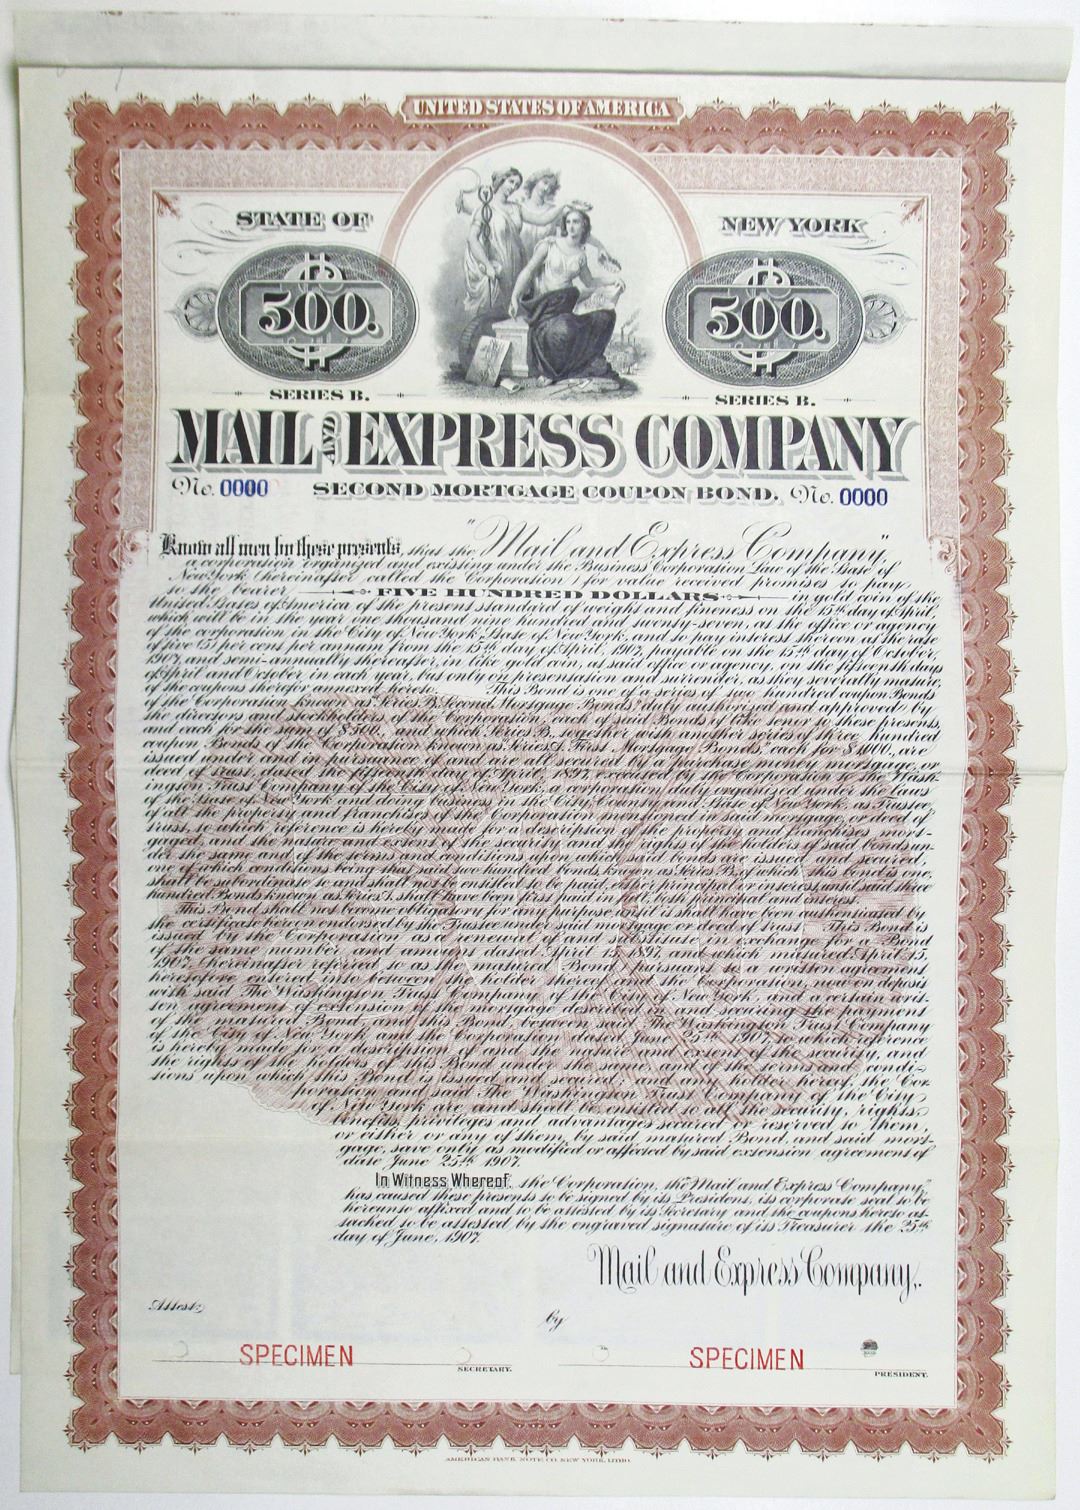 UNITED STATES OF AMERICA
STATE OF NEW YORK
500. 500.
SERIES B. SERIES B.
MAIL AND EXPRESS COMPANY
No. 0000 SECOND MORTGAGE COUPON BOND. No. 0000
Know all men by these presents, that the "Mail and Express Company",
a corporation organized and existing under the Business Corporation Law of the State of
New York (hereinafter called the Corporation) for value received promises to pay
to the bearer FIVE HUNDRED DOLLARS in gold coin of the
United States of America of the present standard of weight and fineness on the 15th day of April,
which will be in the year one thousand nine hundred and twenty-seven, at the office or agency
of the corporation in the City of New York, State of New York, and to pay interest thereon at the rate
of five (5) per cent per annum from the 15th day of April, 1907, payable on the 15th day of October,
1907, and semi-annually thereafter, in like gold coin, at said office or agency, on the fifteenth days
of April and October, in each year, but only on presentation and surrender, as they severally mature,
of the coupons therefor annexed hereto. This Bond is one of a series of two hundred coupon Bonds
of the Corporation known as "Series B, Second Mortgage Bonds" duly authorized and approved by
the directors and stockholders of the Corporation, each of said Bonds of like tenor to these presents,
and each for the sum of $500., and which Series B., together with another series of three hundred
coupon Bonds of the Corporation known as "Series A. First Mortgage Bonds" each for $1000., are
issued under and in pursuance of and are all secured by a purchase money mortgage, or
deed of trust, dated the fifteenth day of April, 1897, executed by the Corporation to the Wash-
ington Trust Company of the City of New York, a corporation duly organized under the laws
of the State of New York and doing business in the City, County and State of New York, as Trustee,
of all the property and franchises of the Corporation mentioned in said mortgage, or deed of
trust, to which reference is hereby made for a description of the property and franchises mort-
gaged, and the nature and extent of the security and the rights of the holders of said bonds un-
der the same and of the terms and conditions upon which said bonds are issued and secured,
one of which conditions being that said two hundred bonds, known as Series B., of which this bond is one,
shall be subordinate to and shall not be entitled to be paid, either principal or interest, until said three
hundred Bonds known as Series A. shall have been first paid in full, both principal and interest.
This Bond shall not become obligatory for any purpose until it shall have been authenticated by
the certificate hereon endorsed by the Trustee under said mortgage or deed of trust. This Bond is
issued by the Corporation as a renewal of and substitute in exchange for a Bond
of the same number and amount dated April 15, 1897, and which matured April 15,
1907 (hereinafter referred to as the matured Bond) pursuant to a written agreement
heretofore entered into between the holder thereof and the Corporation, now on deposit
with said The Washington Trust Company of the City of New York, and a certain writ-
ten agreement of extension of the mortgage described in and securing the payment
of the matured Bond, and this Bond, between said The Washington Trust Company
of the City of New York and the Corporation dated June 25th 1907, to which reference
is hereby made for a description of and the nature and extent of the security, and
the rights of the holders of this Bond under the same and of the terms and condi-
tions upon which this Bond is issued and secured; and any holder hereof, the Cor-
poration and said The Washington Trust Company of the City
of New York are and shall be entitled to all the security, rights,
benefits, privileges and advantages secured or reserved to them,
or either or any of them, by said matured Bond, and said mort-
gage, save only as modified or affected by said extension agreement of
date June 25th 1907.
In Witness Whereof, the Corporation, the "Mail and Express Company",
has caused these presents to be signed by its President, its corporate seal to be
hereunto affixed and to be attested by its Secretary and the coupons hereto at-
tached to be attested by the engraved signature of its Treasurer the 25th
day of June, 1907.
Mail and Express Company,
Attest:
by
SPECIMEN SPECIMEN
SECRETARY. PRESIDENT.
AMERICAN BANK NOTE CO. NEW YORK, LITHO.